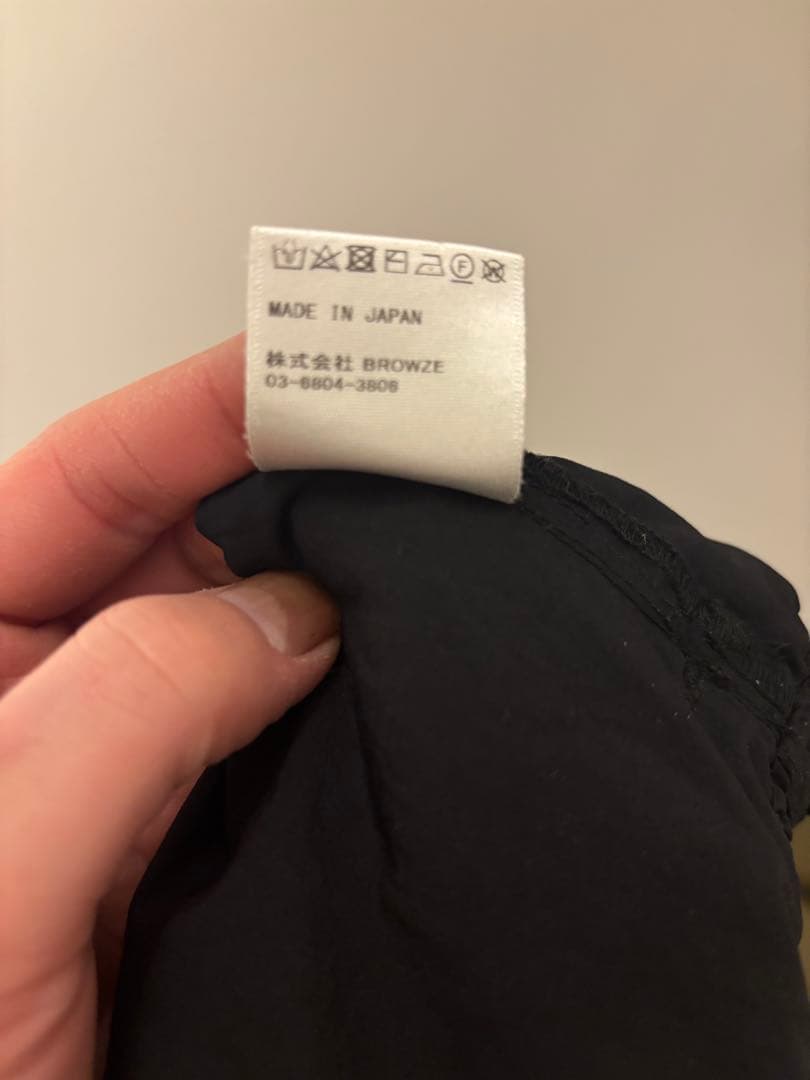 MADE IN JAPAN
株式会社 BROWZE
03-6804-3806